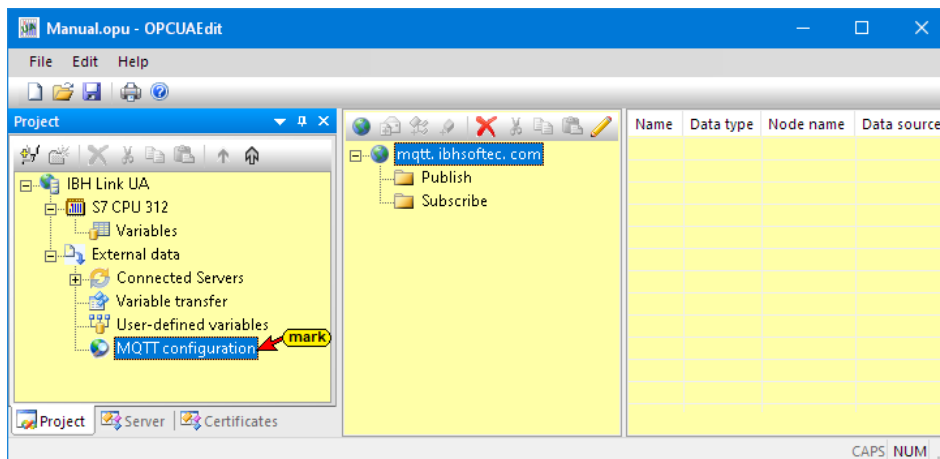 Manual.opu - OPCUAEdit
File Edit Help
Project
IBH Link UA
S7 CPU 312
Variables
External data
Connected Servers
Variable transfer
User-defined variables
MQTT configuration
mark
Project Server Certificates
mqtt. ibhsoftec. com
Publish
Subscribe
Name Data type Node name Data source
CAPS NUM